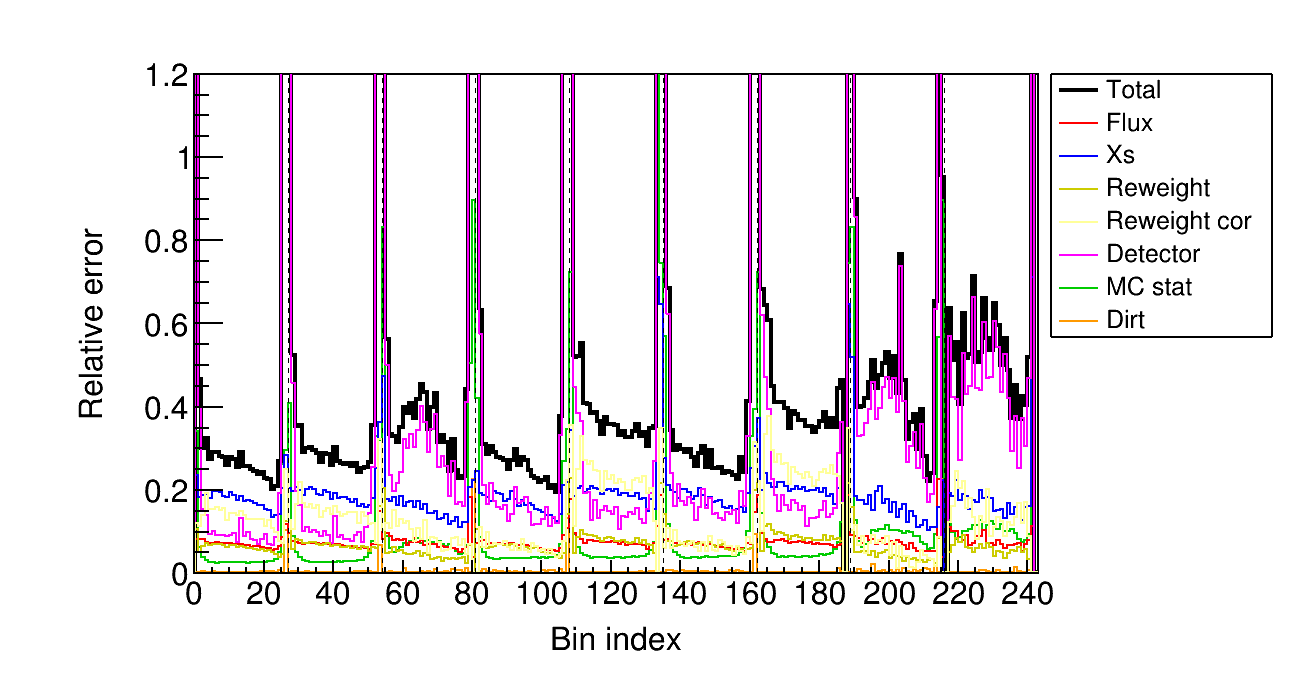 1.2
1
0.8
0.6
0.4
0.2
0
Relative error
0 20 40 60 80 100 120 140 160 180 200 220 240
Bin index
Total
Flux
Xs
Reweight
Reweight cor
Detector
MC stat
Dirt